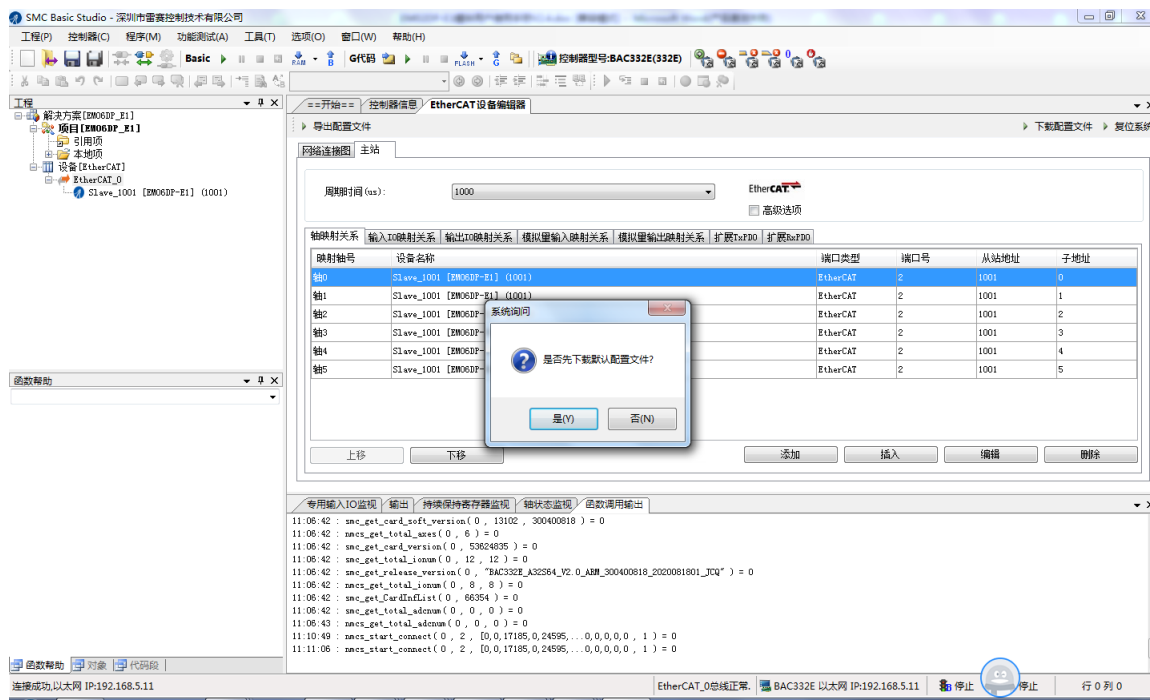 SMC Basic Studio - 深圳市雷赛控制技术有限公司
工程(P) 控制器(C) 程序(M) 功能测试(A) 工具(T) 选项(O) 窗口(W) 帮助(H)
Basic RAM G代码 FLASH 控制器型号:BAC332E(332E)
工程
解决方案[EM06DP_E1]
项目[EM06DP_E1]
引用项
本地项
设备[EtherCAT]
EtherCAT_0
Slave_1001 [EM06DP-E1] (1001)
函数帮助
函数帮助 对象 代码段
==开始== 控制器信息 EtherCAT设备编辑器
导出配置文件 下载配置文件 复位系统
网络连接图 主站
周期时间(us): 1000 EtherCAT
高级选项
轴映射关系 输入IO映射关系 输出IO映射关系 模拟量输入映射关系 模拟量输出映射关系 扩展TxPDO 扩展RxPDO
映射轴号 设备名称 端口类型 端口号 从站地址 子地址
轴0 Slave_1001 [EM06DP-E1] (1001) EtherCAT 2 1001 0
轴1 Slave_1001 [EM06DP-E1] (1001) EtherCAT 2 1001 1
轴2 Slave_1001 [EM06DP- EtherCAT 2 1001 2
轴3 Slave_1001 [EM06DP- EtherCAT 2 1001 3
轴4 Slave_1001 [EM06DP- EtherCAT 2 1001 4
轴5 Slave_1001 [EM06DP- EtherCAT 2 1001 5
系统询问
是否先下载默认配置文件?
是(Y) 否(N)
上移 下移 添加 插入 编辑 删除
专用输入IO监视 输出 持续保持寄存器监视 轴状态监视 函数调用输出
11:06:42 : smc_get_card_soft_version( 0 , 13102 , 300400818 ) = 0
11:06:42 : nmcs_get_total_axes( 0 , 6 ) = 0
11:06:42 : smc_get_card_version( 0 , 53624835 ) = 0
11:06:42 : smc_get_total_ionum( 0 , 12 , 12 ) = 0
11:06:42 : smc_get_release_version( 0 , "BAC332E_A32S64_V2.0_ARM_300400818_2020081801_JCQ" ) = 0
11:06:42 : nmcs_get_total_ionum( 0 , 8 , 8 ) = 0
11:06:42 : smc_get_CardInfList( 0 , 66354 ) = 0
11:06:42 : smc_get_total_adcnum( 0 , 0 , 0 ) = 0
11:06:43 : nmcs_get_total_adcnum( 0 , 0 , 0 ) = 0
11:10:49 : nmcs_start_connect( 0 , 2 , [0,0,17185,0,24595,...0,0,0,0,0 , 1 ) = 0
11:11:06 : nmcs_start_connect( 0 , 2 , [0,0,17185,0,24595,...0,0,0,0,0 , 1 ) = 0
连接成功,以太网 IP:192.168.5.11 EtherCAT_0总线正常. BAC332E 以太网 IP:192.168.5.11 停止 停止 行 0 列 0